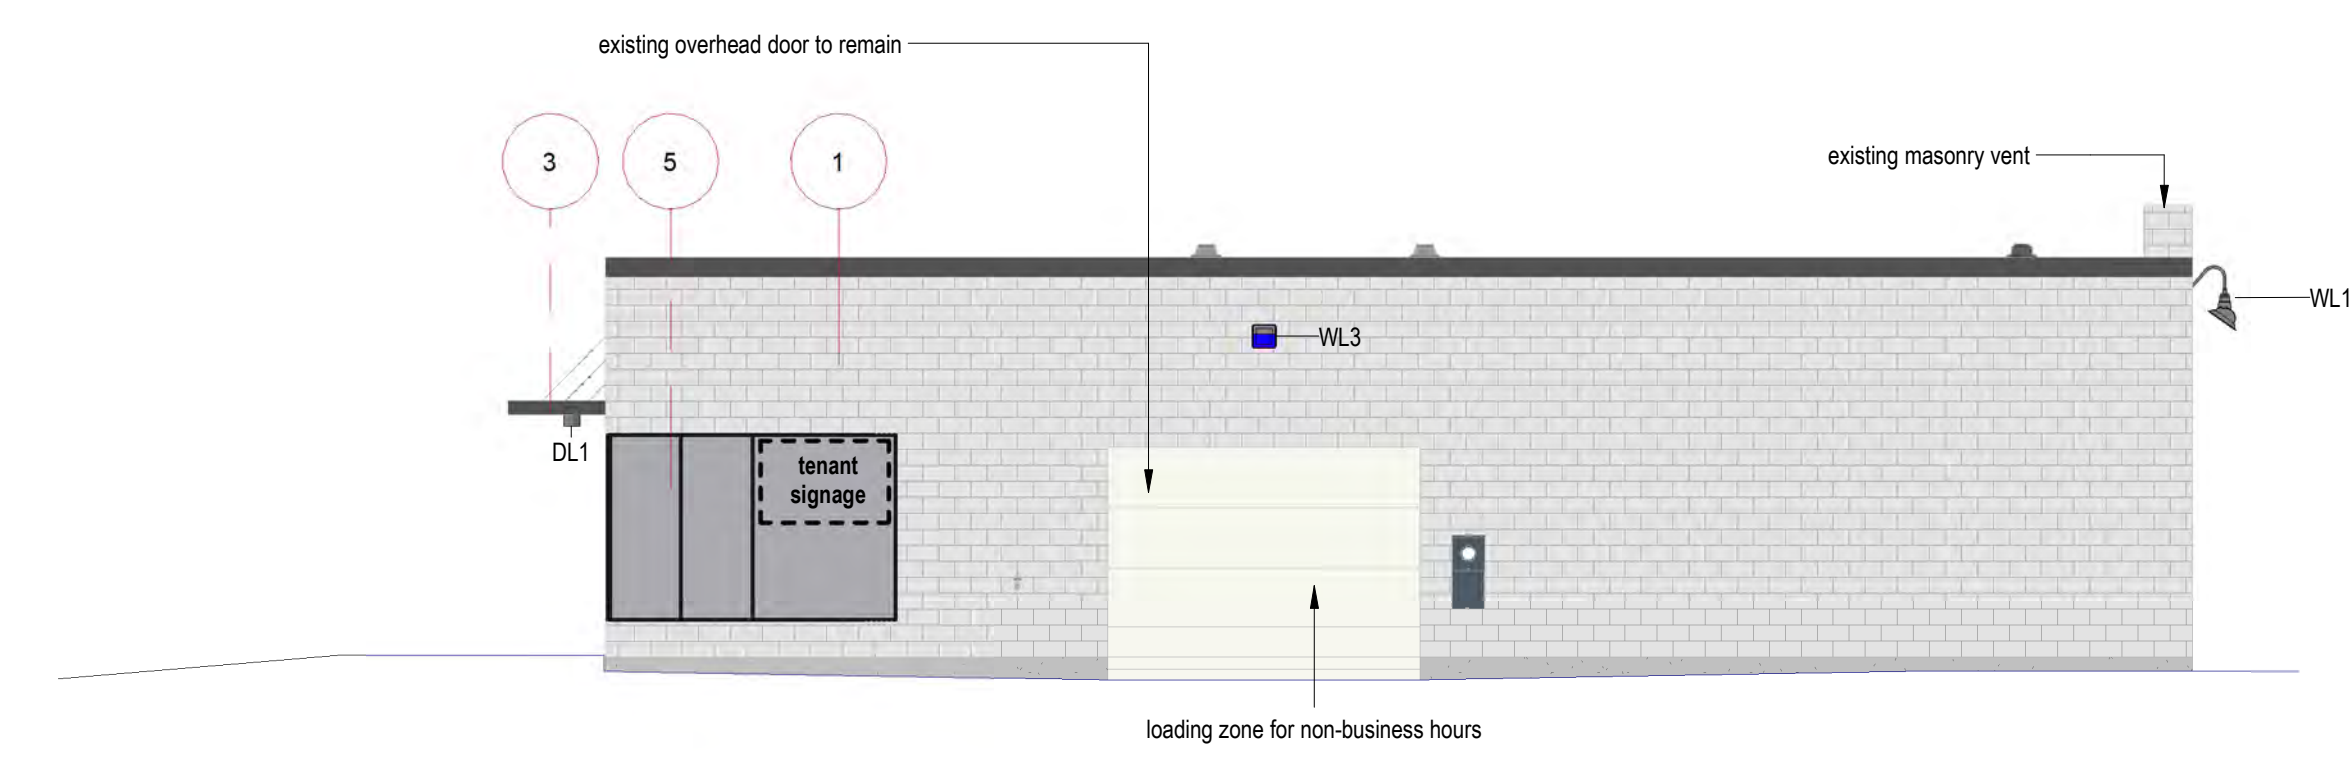 existing overhead door to remain
3
5
1
existing masonry vent
WL1
WL3
DL1
tenant
signage
loading zone for non-business hours